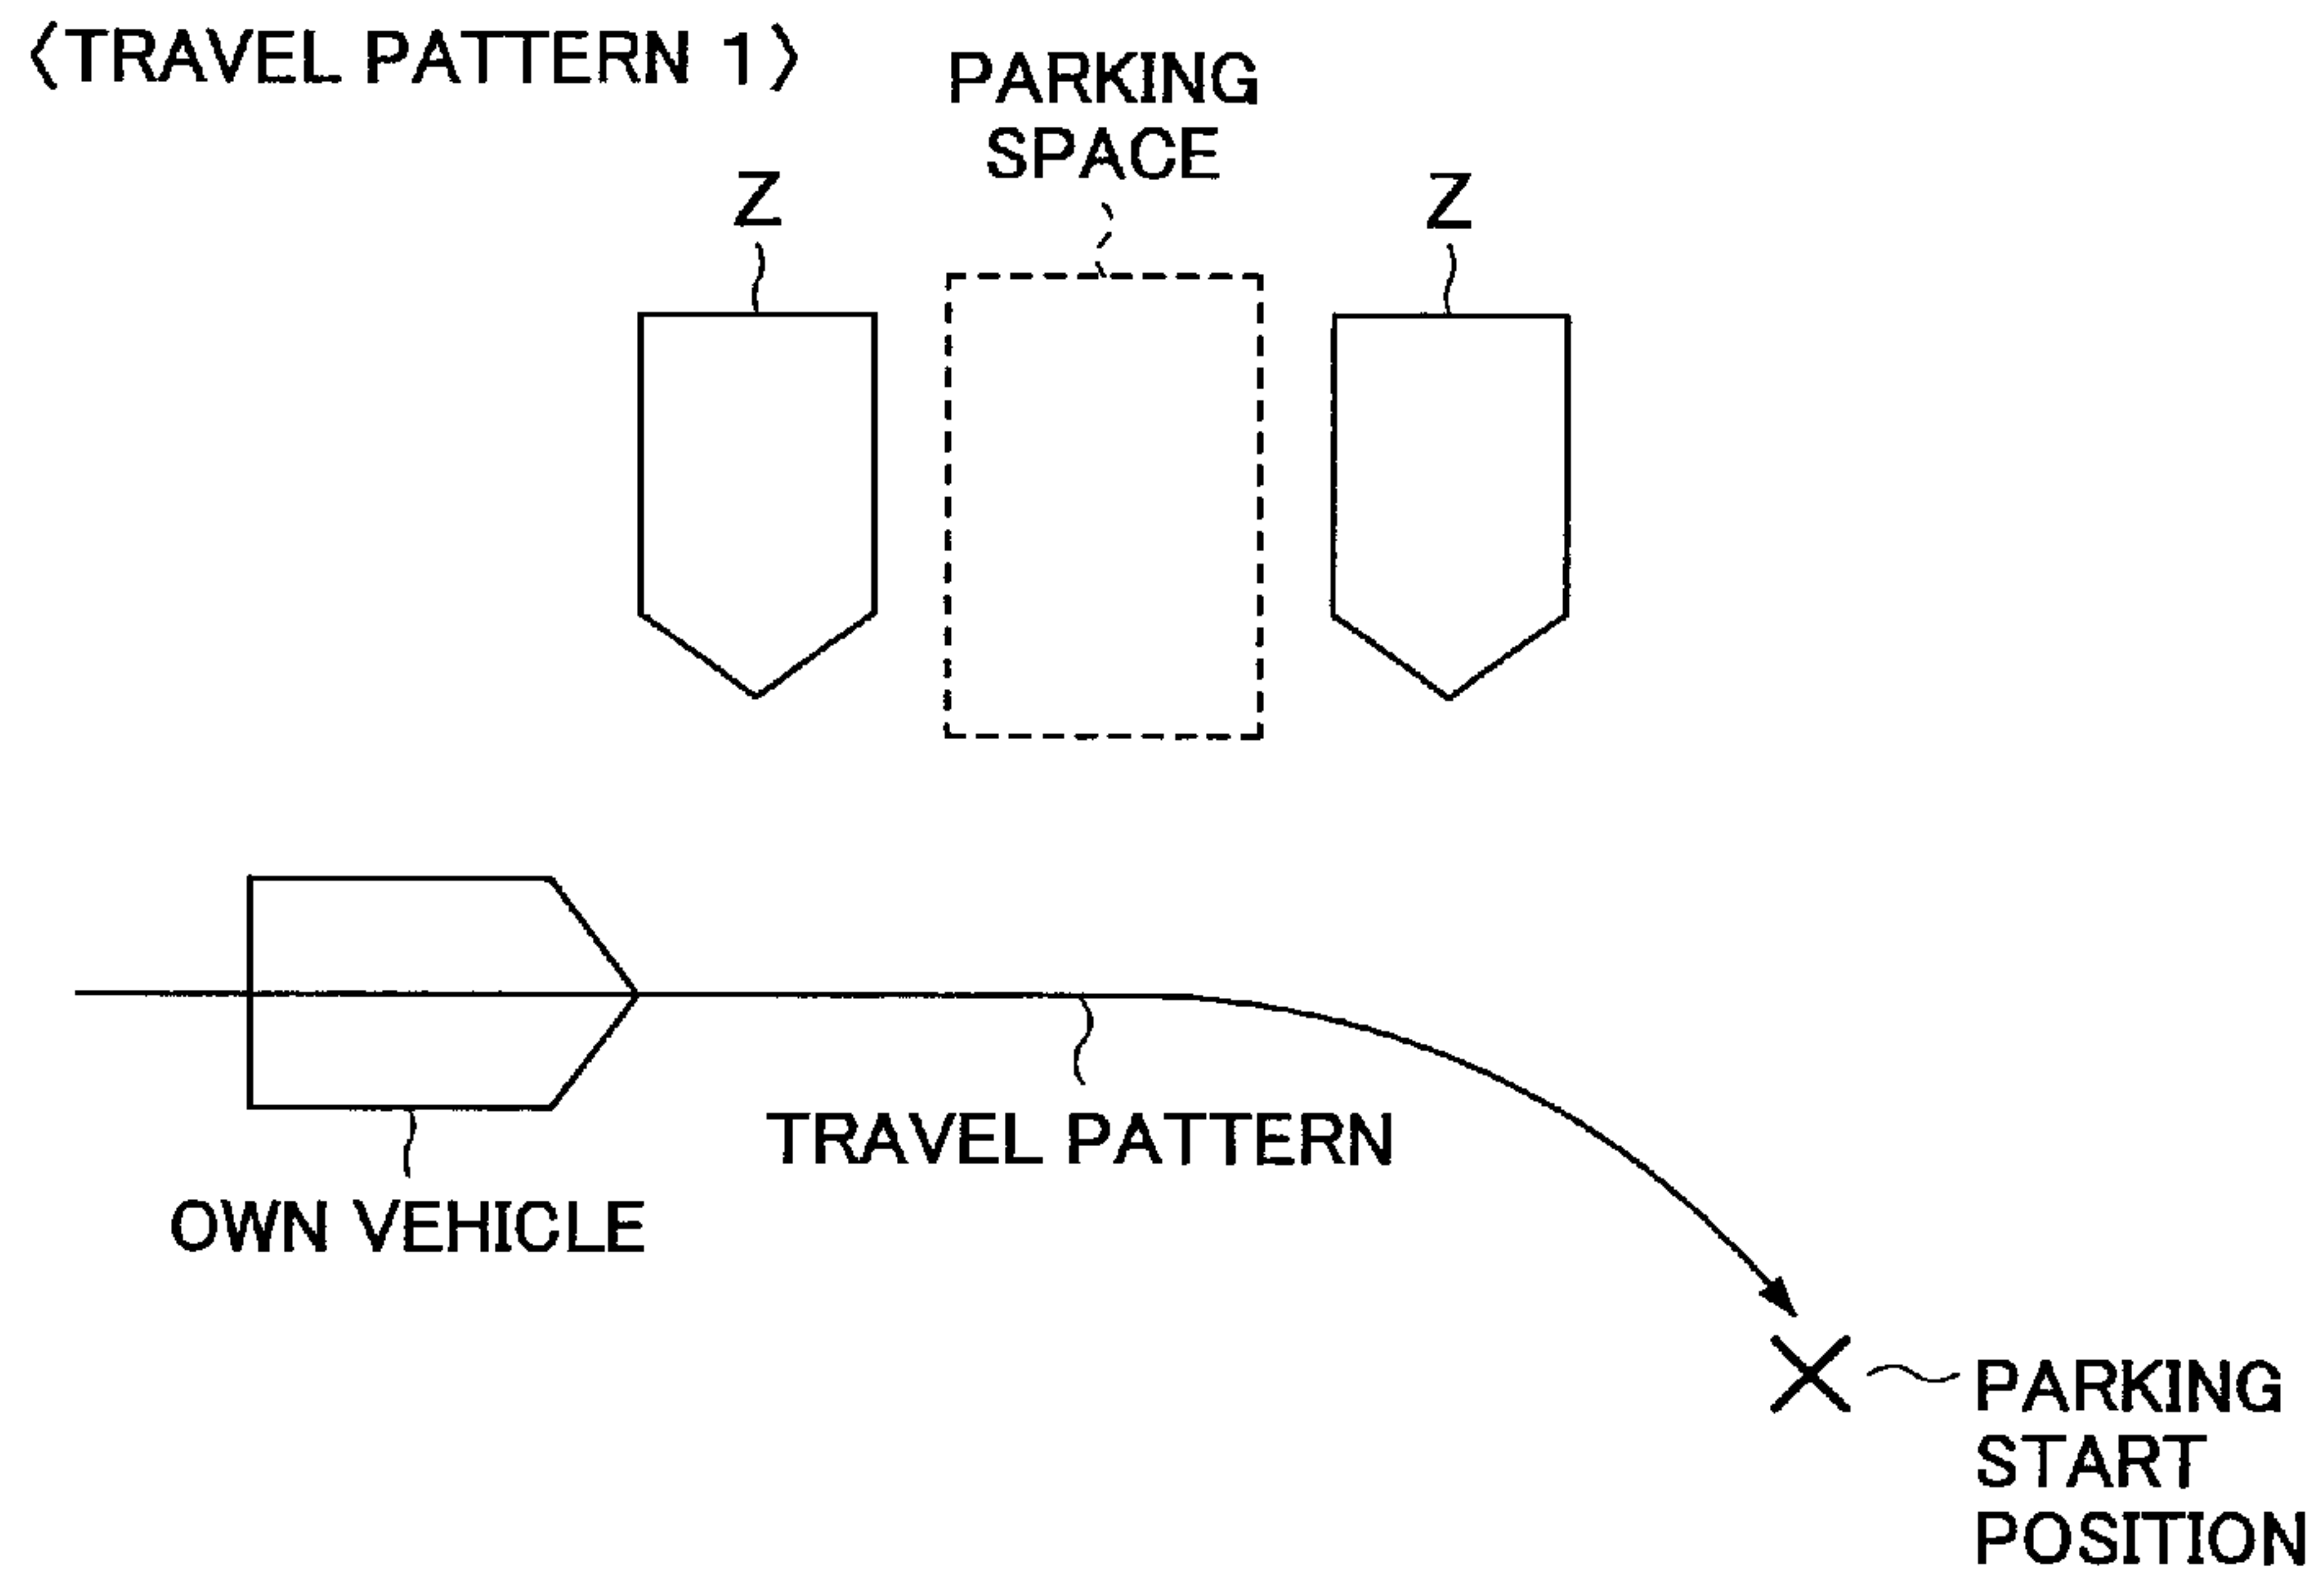 〈TRAVEL PATTERN 1〉
PARKING
SPACE
Z
Z
TRAVEL PATTERN
OWN VEHICLE
PARKING
START
POSITION